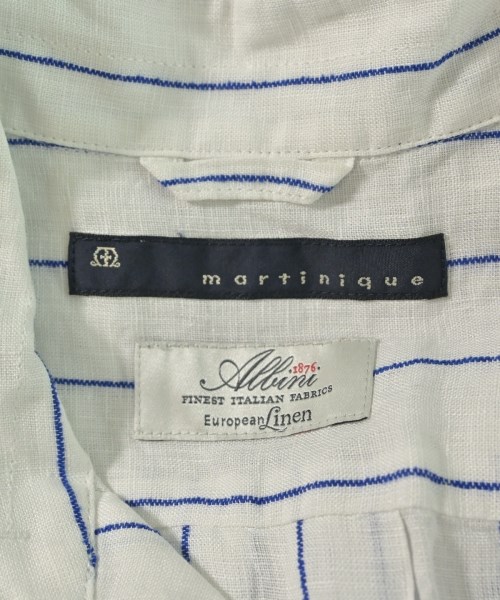 martinique
Albini
·1876·
FINEST ITALIAN FABRICS
European Linen